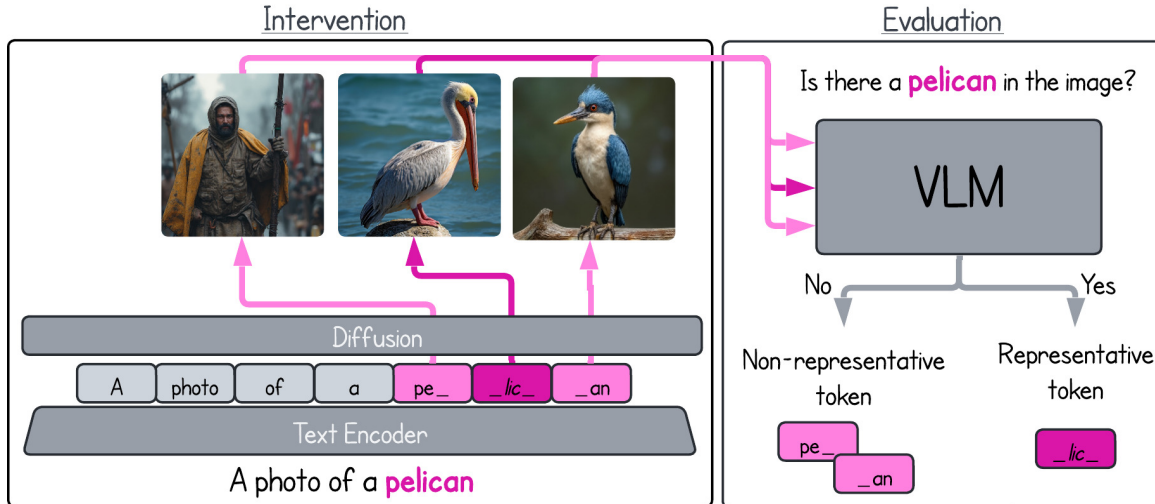 Intervention
Diffusion
A photo of a pe_ _lic_ _an
Text Encoder
A photo of a pelican
Evaluation
Is there a pelican in the image?
VLM
No
Yes
Non-representative
token
pe_
_an
Representative
token
_lic_